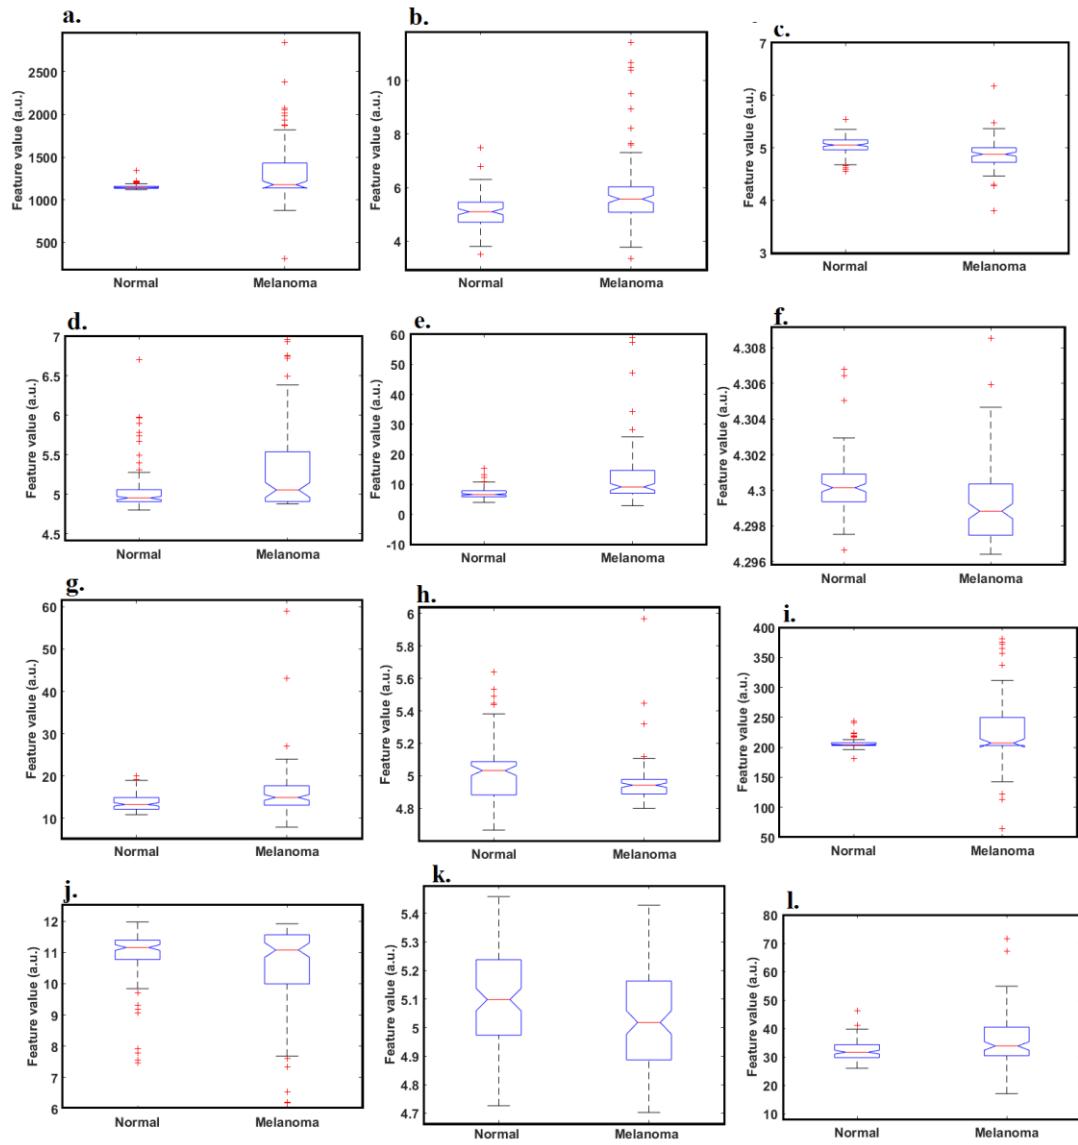 a.
Feature value (a.u.)
2500
2000
1500
1000
500
Normal Melanoma
b.
Feature value (a.u.)
10
8
6
4
Normal Melanoma
c.
Feature value (a.u.)
7
6
5
4
3
Normal Melanoma
d.
Feature value (a.u.)
7
6.5
6
5.5
5
4.5
Normal Melanoma
e.
Feature value (a.u.)
60
50
40
30
20
10
0
-10
Normal Melanoma
f.
Feature value (a.u.)
4.308
4.306
4.304
4.302
4.3
4.298
4.296
Normal Melanoma
g.
Feature value (a.u.)
60
50
40
30
20
10
Normal Melanoma
h.
Feature value (a.u.)
6
5.8
5.6
5.4
5.2
5
4.8
Normal Melanoma
i.
Feature value (a.u.)
400
350
300
250
200
150
100
50
Normal Melanoma
j.
Feature value (a.u.)
12
11
10
9
8
7
6
Normal Melanoma
k.
Feature value (a.u.)
5.4
5.3
5.2
5.1
5
4.9
4.8
4.7
Normal Melanoma
l.
Feature value (a.u.)
80
70
60
50
40
30
20
10
Normal Melanoma